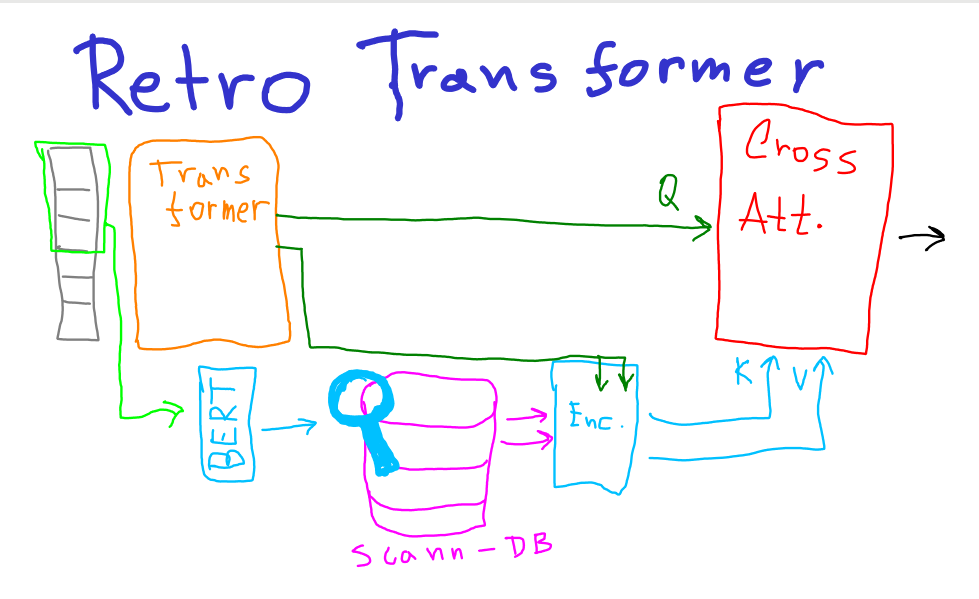 Retro Transformer
Trans
former
Q
Cross
Att.
K V
BERT
Enc.
Scann-DB